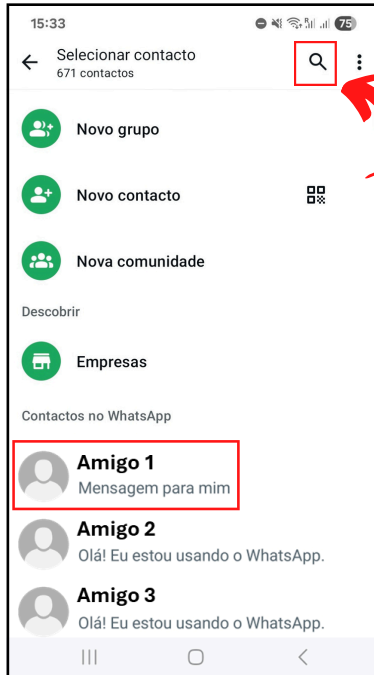 15:33
75
Selecionar contacto
671 contactos
Novo grupo
Novo contacto
Nova comunidade
Descobrir
Empresas
Contactos no WhatsApp
Amigo 1
Mensagem para mim
Amigo 2
Olá! Eu estou usando o WhatsApp.
Amigo 3
Olá! Eu estou usando o WhatsApp.